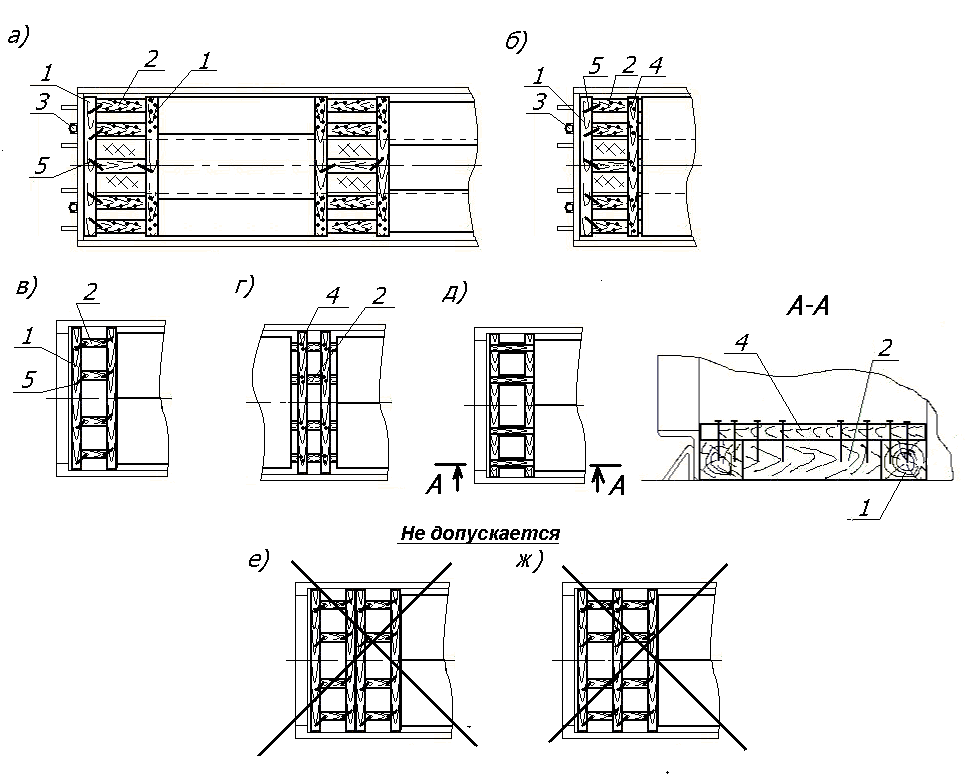 а)
1 2 1
3
5
б)
1 5 2 4
3
в)
2
1
5
г)
4 2
д)
А А
А-А
4 2
1
Не допускается
е)
ж)